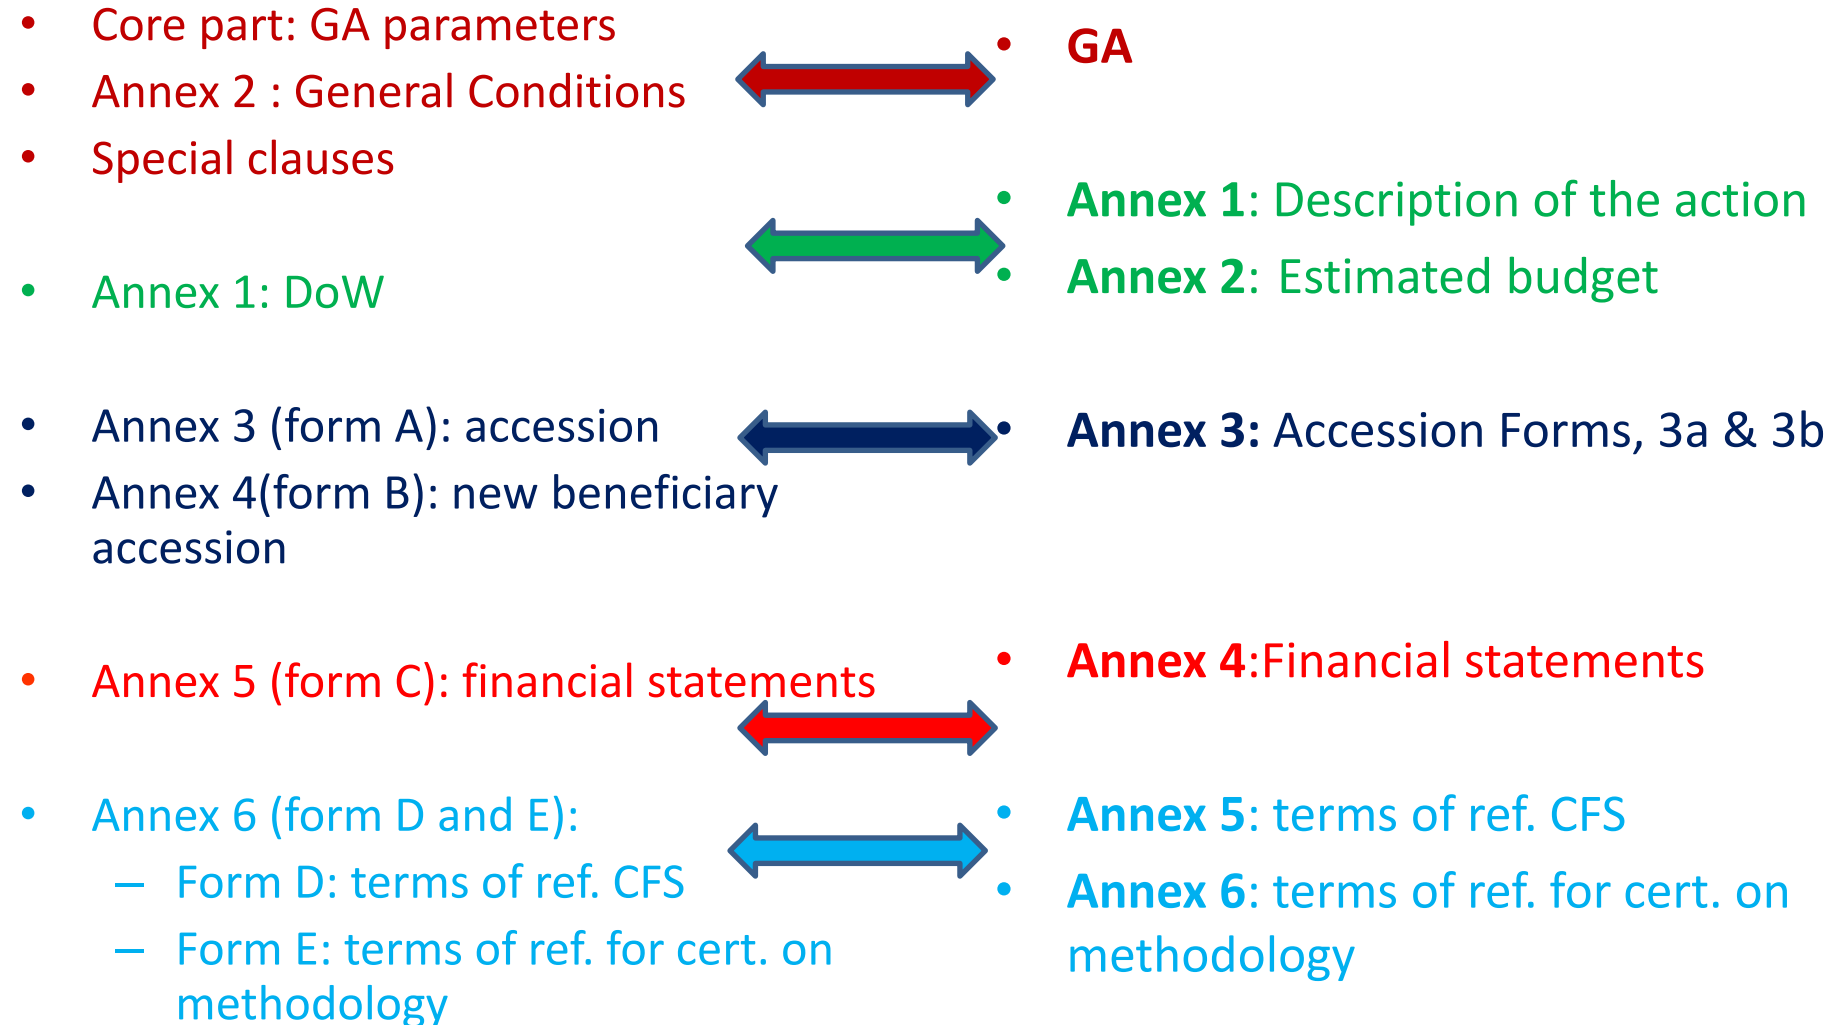 • Core part: GA parameters
• Annex 2 : General Conditions
• Special clauses
• Annex 1: DoW
• Annex 3 (form A): accession
• Annex 4(form B): new beneficiary
accession
• Annex 5 (form C): financial statements
• Annex 6 (form D and E):
– Form D: terms of ref. CFS
– Form E: terms of ref. for cert. on
methodology
• GA
• Annex 1: Description of the action
• Annex 2: Estimated budget
• Annex 3: Accession Forms, 3a & 3b
• Annex 4:Financial statements
• Annex 5: terms of ref. CFS
• Annex 6: terms of ref. for cert. on
methodology